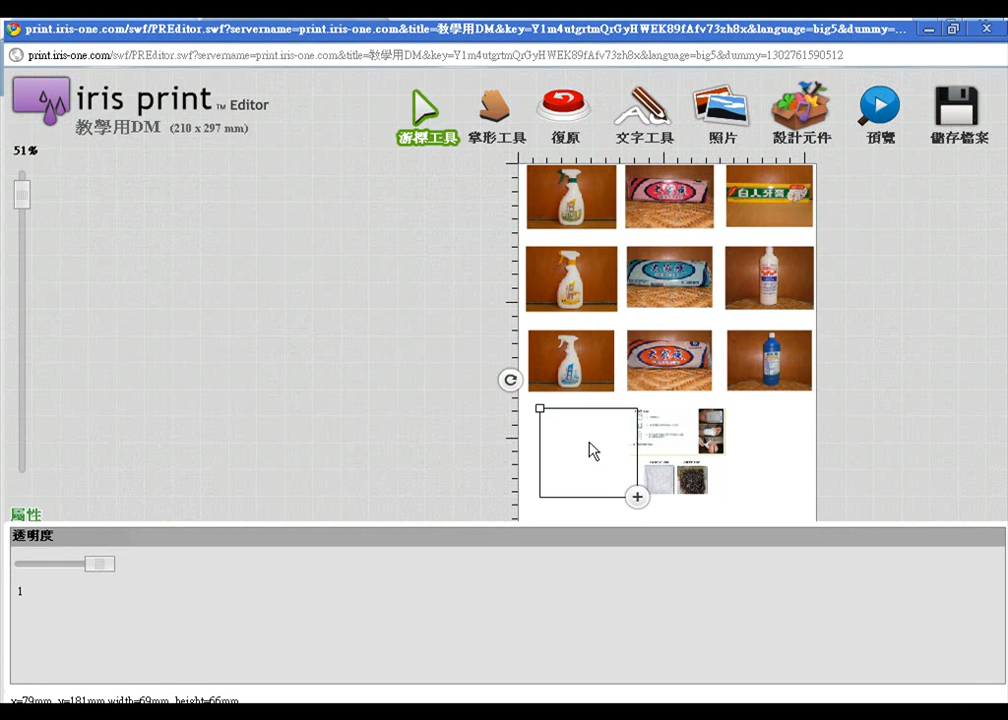 print.iris-one.com/swf/PREditor.swf?servername=print.iris-one.com&title=教學用DM&key=Y1m4utgrtmQrGyHWEK89fAfv73zh8x&language=big5&dummy=...
print.iris-one.com/swf/PREditor.swf?servername=print.iris-one.com&title=教學用DM&key=Y1m4utgrtmQrGyHWEK89fAfv73zh8x&language=big5&dummy=1302761590512
iris print TM Editor
教學用DM (210 x 297 mm)
游標工具 掌形工具 復原 文字工具 照片 設計元件 預覽 儲存檔案
51%
白人牙膏
屬性
透明度
1
x=79mm, y=181mm,width=69mm, height=66mm